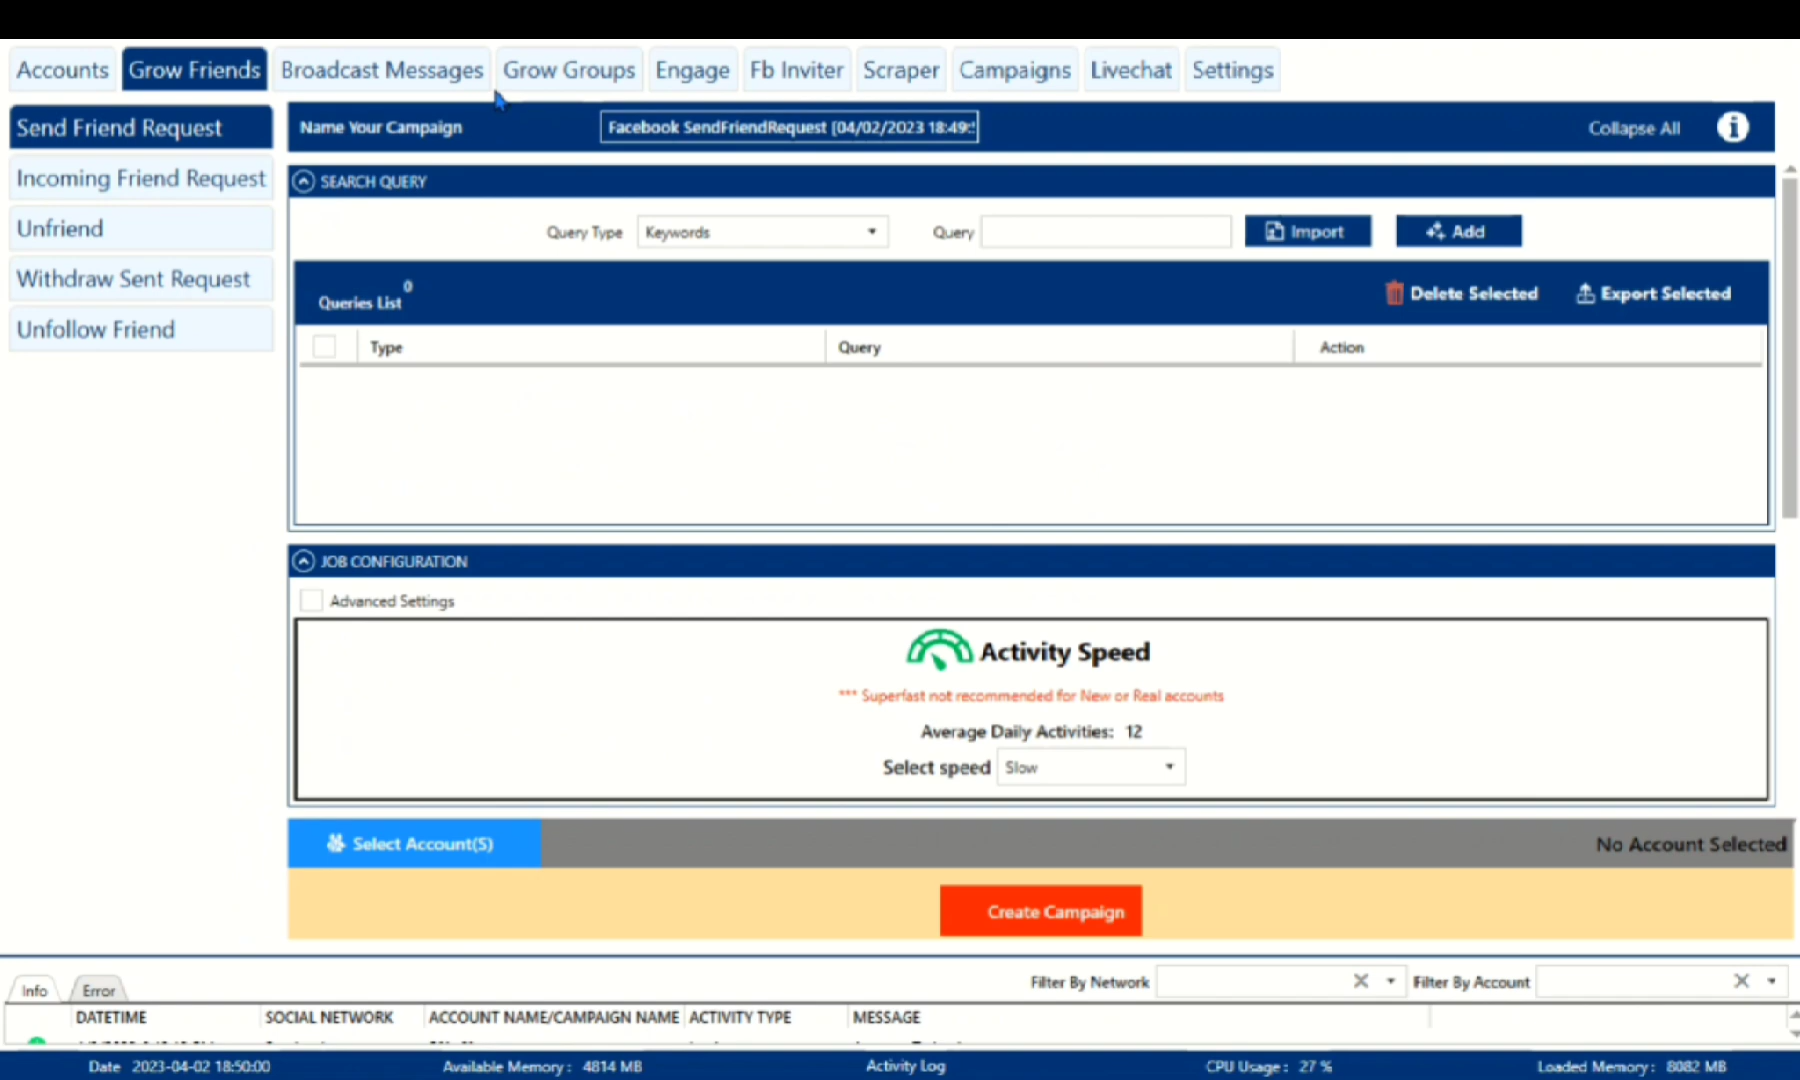 Accounts Grow Friends Broadcast Messages Grow Groups Engage Fb Inviter Scraper Campaigns Livechat Settings
Send Friend Request
Incoming Friend Request
Unfriend
Withdraw Sent Request
Unfollow Friend
Name Your Campaign Facebook SendFriendRequest [04/02/2023 18:49: Collapse All
SEARCH QUERY
Query Type Keywords Query Import Add
Queries List 0 Delete Selected Export Selected
Type Query Action
JOB CONFIGURATION
Advanced Settings
Activity Speed
*** Superfast not recommended for New or Real accounts
Average Daily Activities: 12
Select speed Slow
Select Account(S) No Account Selected
Create Campaign
Info Error Filter By Network Filter By Account
DATETIME SOCIAL NETWORK ACCOUNT NAME/CAMPAIGN NAME ACTIVITY TYPE MESSAGE
Date 2023-04-02 18:50:00 Available Memory : 4814 MB Activity Log CPU Usage : 27 % Loaded Memory : 8082 MB